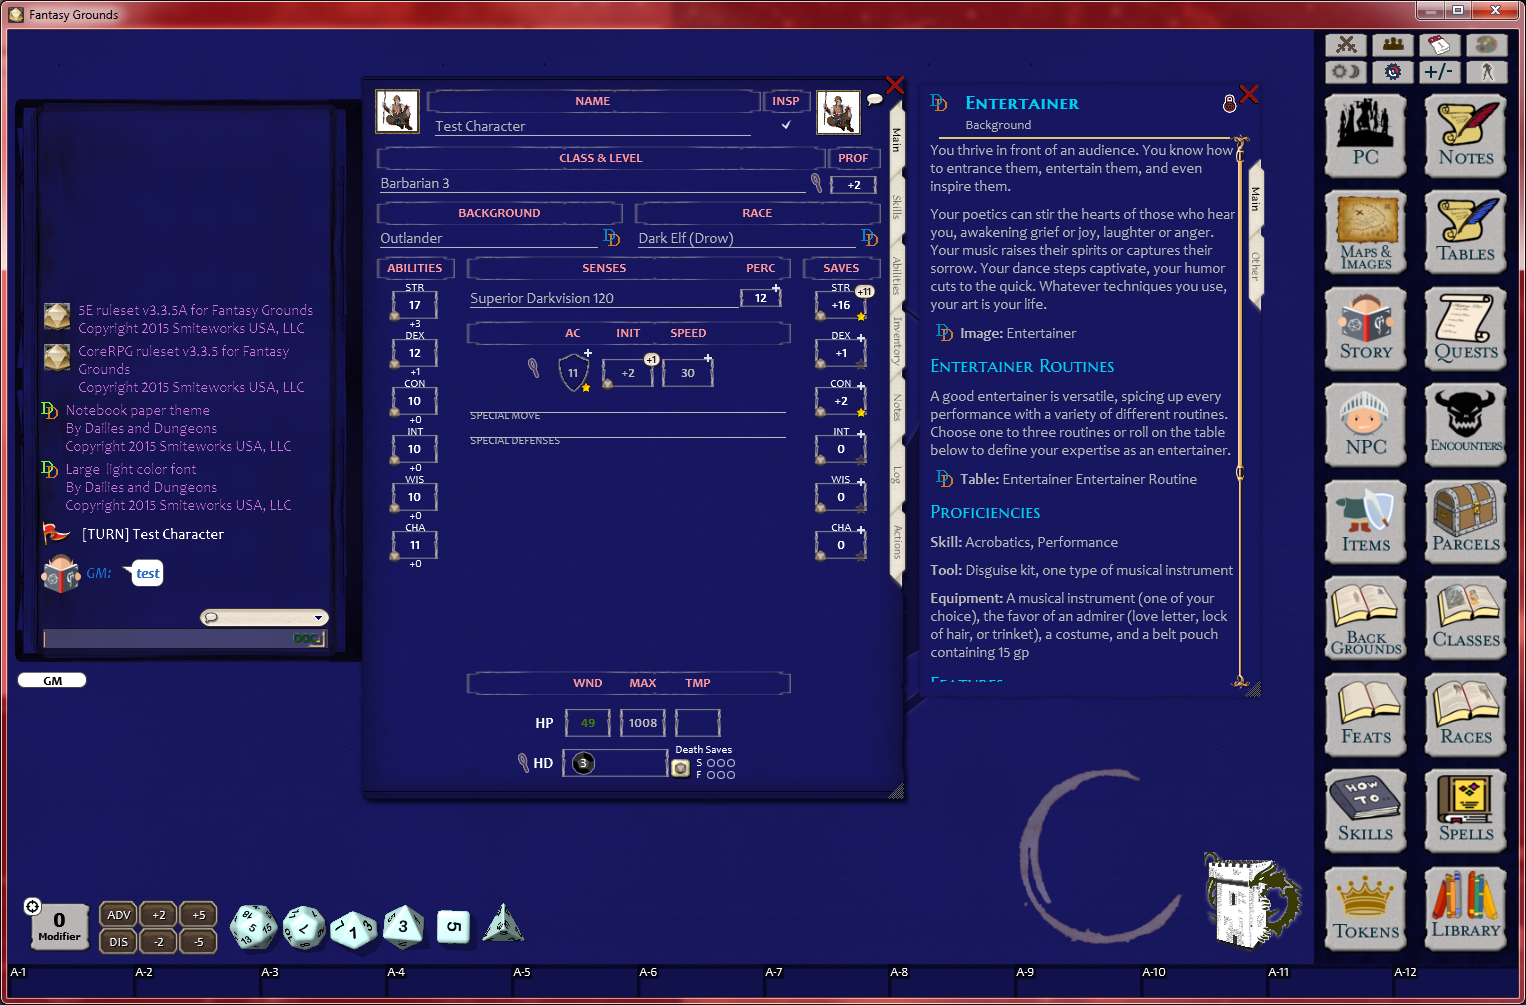 Fantasy Grounds
5E ruleset v3.3.5A for Fantasy Grounds
Copyright 2015 Smiteworks USA, LLC
CoreRPG ruleset v3.3.5 for Fantasy
Grounds
Copyright 2015 Smiteworks USA, LLC
Notebook paper theme
By Dailies and Dungeons
Copyright 2015 Smiteworks USA, LLC
Large light color font
By Dailies and Dungeons
Copyright 2015 Smiteworks USA, LLC
[TURN] Test Character
GM: test
OOC
GM
NAME INSP
Test Character
CLASS & LEVEL PROF
Barbarian 3 +2
BACKGROUND RACE
Outlander Dark Elf (Drow)
ABILITIES SENSES PERC SAVES
STR
17
+3
DEX
12
+1
CON
10
+0
INT
10
+0
WIS
10
+0
CHA
11
+0
Superior Darkvision 120 12
AC INIT SPEED
11 +2 +1 30
SPECIAL MOVE
SPECIAL DEFENSES
STR +11
+16
DEX
+1
CON
+2
INT
0
WIS
0
CHA
0
WND MAX TMP
HP 49 1008
HD 3
Death Saves
S
F
Main
Skills
Abilities
Inventory
Notes
Log
Actions
Entertainer
Background
You thrive in front of an audience. You know how
to entrance them, entertain them, and even
inspire them.
Your poetics can stir the hearts of those who hear
you, awakening grief or joy, laughter or anger.
Your music raises their spirits or captures their
sorrow. Your dance steps captivate, your humor
cuts to the quick. Whatever techniques you use,
your art is your life.
Image: Entertainer
Entertainer Routines
A good entertainer is versatile, spicing up every
performance with a variety of different routines.
Choose one to three routines or roll on the table
below to define your expertise as an entertainer.
Table: Entertainer Entertainer Routine
Proficiencies
Skill: Acrobatics, Performance
Tool: Disguise kit, one type of musical instrument
Equipment: A musical instrument (one of your
choice), the favor of an admirer (love letter, lock
of hair, or trinket), a costume, and a belt pouch
containing 15 gp
Features
Main
Other
+/-
PC NOTES
MAPS & IMAGES TABLES
STORY QUESTS
NPC ENCOUNTERS
ITEMS PARCELS
BACK GROUNDS CLASSES
FEATS RACES
HOW TO..
SKILLS SPELLS
TOKENS LIBRARY
0
Modifier
ADV +2 +5
DIS -2 -5
A-1 A-2 A-3 A-4 A-5 A-6 A-7 A-8 A-9 A-10 A-11 A-12